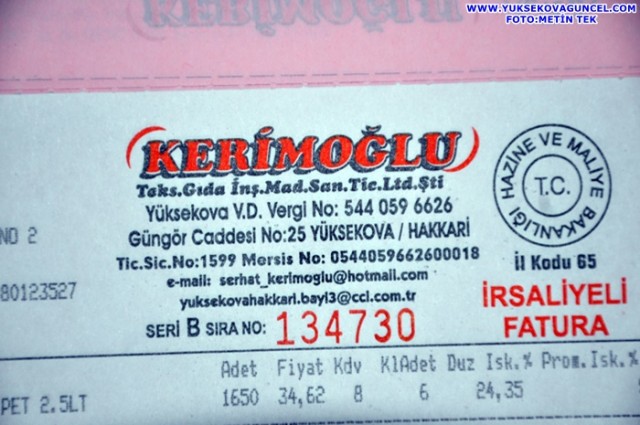 WWW.YUKSEKOVAGUNCEL.COM
FOTO:METİN TEK
KERİMOĞLU
Teks.Gıda İnş.Mad.San.Tic.Ltd.Şti
Yüksekova V.D. Vergi No: 544 059 6626
Güngör Caddesi No:25 YÜKSEKOVA / HAKKARİ
Tic.Sic.No:1599 Mersis No: 0544059662600018
e-mail: serhat_kerimoglu@hotmail.com
yuksekovahakkari.bayi3@cci.com.tr
SERİ B SIRA NO: 134730
HAZİNE VE MALİYE BAKANLIĞI
T.C.
İl Kodu 65
İRSALİYELİ
FATURA
NO 2
80123527
Adet Fiyat Kdv KlAdet Duz Isk.% Prom.Isk.%
PET 2.5LT 1650 34,62 8 6 24,35